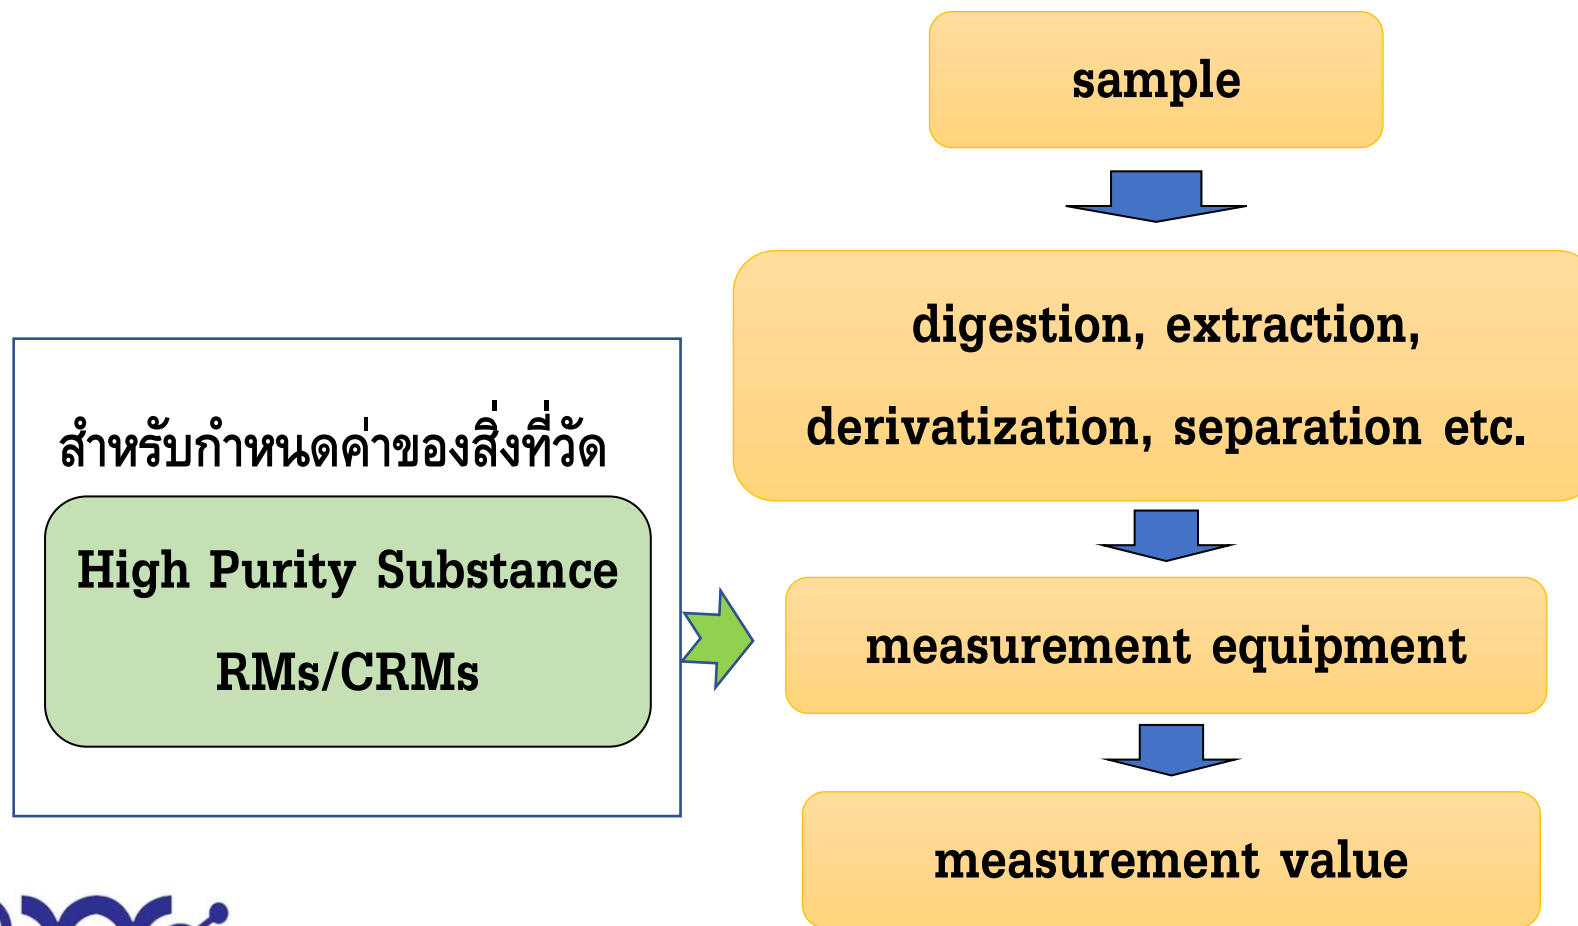 sample
digestion, extraction,
derivatization, separation etc.
สำหรับกำหนดค่าของสิ่งที่วัด
High Purity Substance
RMs/CRMs
measurement equipment
measurement value